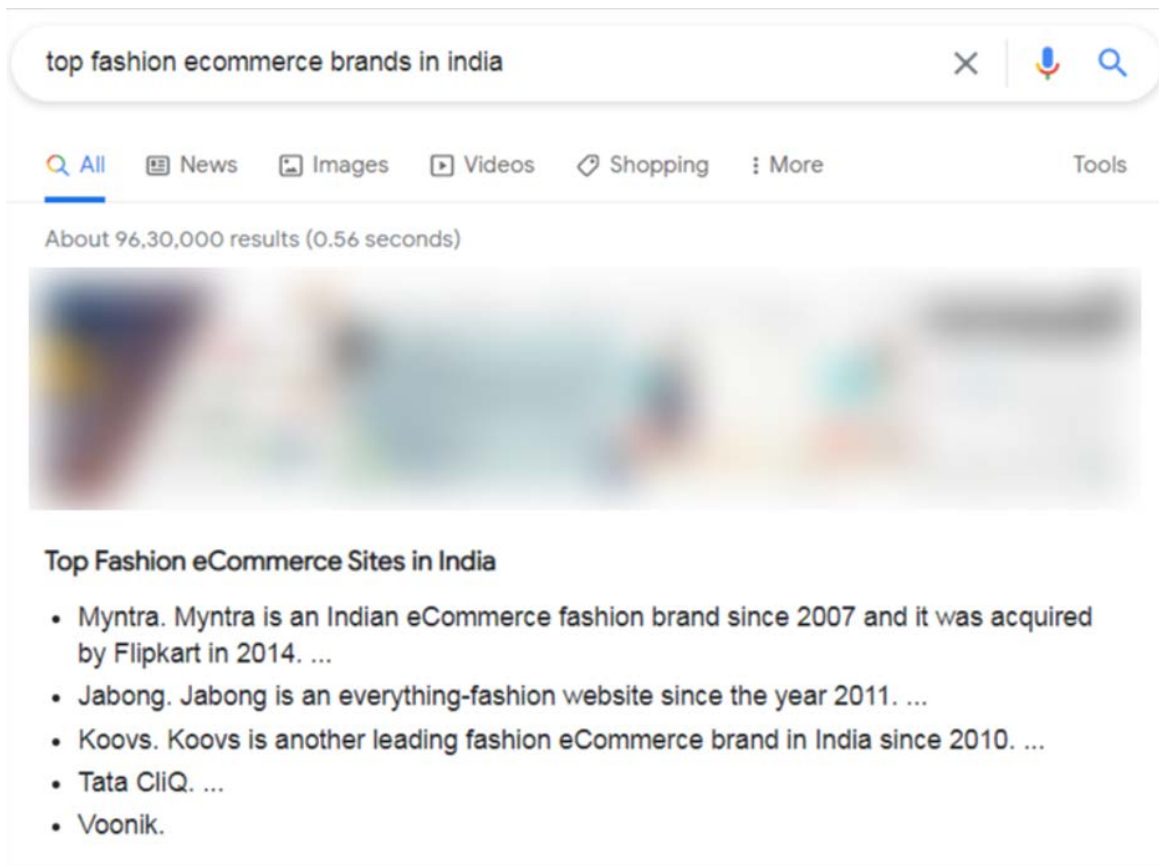 top fashion ecommerce brands in india
All News Images Videos Shopping More Tools
About 96,30,000 results (0.56 seconds)
Top Fashion eCommerce Sites in India
• Myntra. Myntra is an Indian eCommerce fashion brand since 2007 and it was acquired
by Flipkart in 2014. ...
• Jabong. Jabong is an everything-fashion website since the year 2011. ...
• Koovs. Koovs is another leading fashion eCommerce brand in India since 2010. ...
• Tata CliQ. ...
• Voonik.